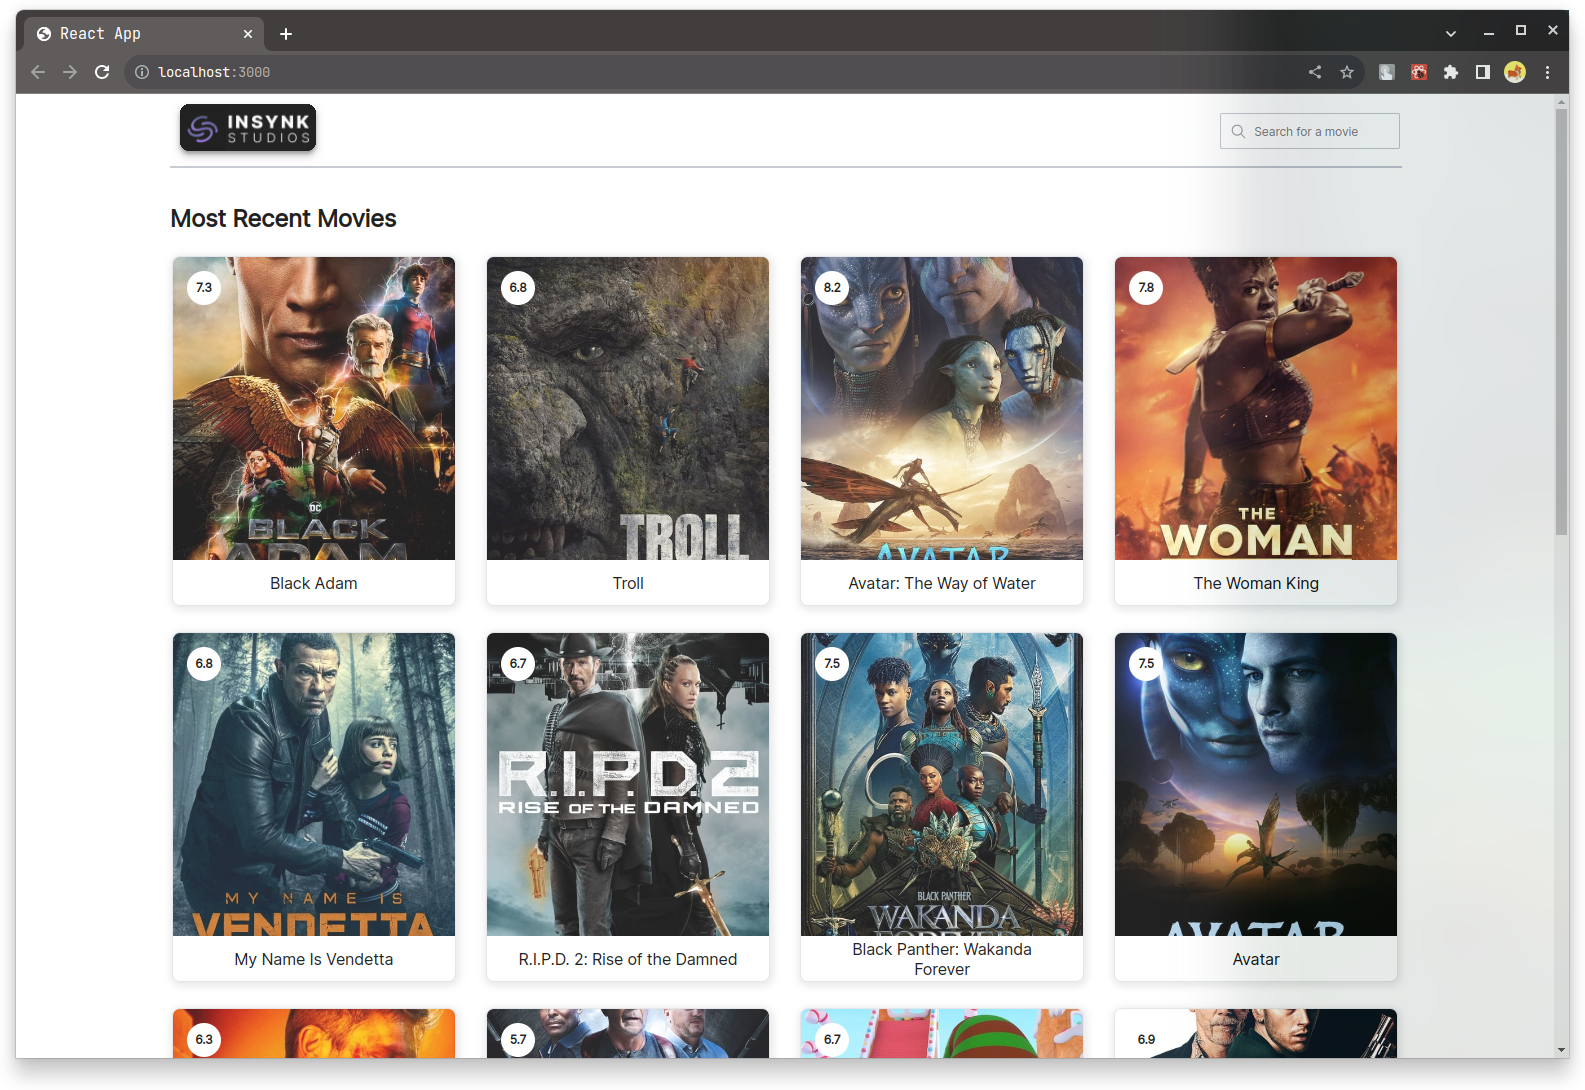 React App
localhost:3000
INSYNK
STUDIOS
Search for a movie
Most Recent Movies
7.3
DC
BLACK
ADAM
Black Adam
6.8
TROLL
Troll
8.2
AVATAR
Avatar: The Way of Water
7.8
THE
WOMAN
The Woman King
6.8
MY NAME IS
VENDETTA
My Name Is Vendetta
6.7
R.I.P.D.2
RISE OF THE DAMNED
R.I.P.D. 2: Rise of the Damned
7.5
BLACK PANTHER
WAKANDA
FOREVER
Black Panther: Wakanda
Forever
7.5
AVATAR
Avatar
6.3
5.7
6.7
6.9